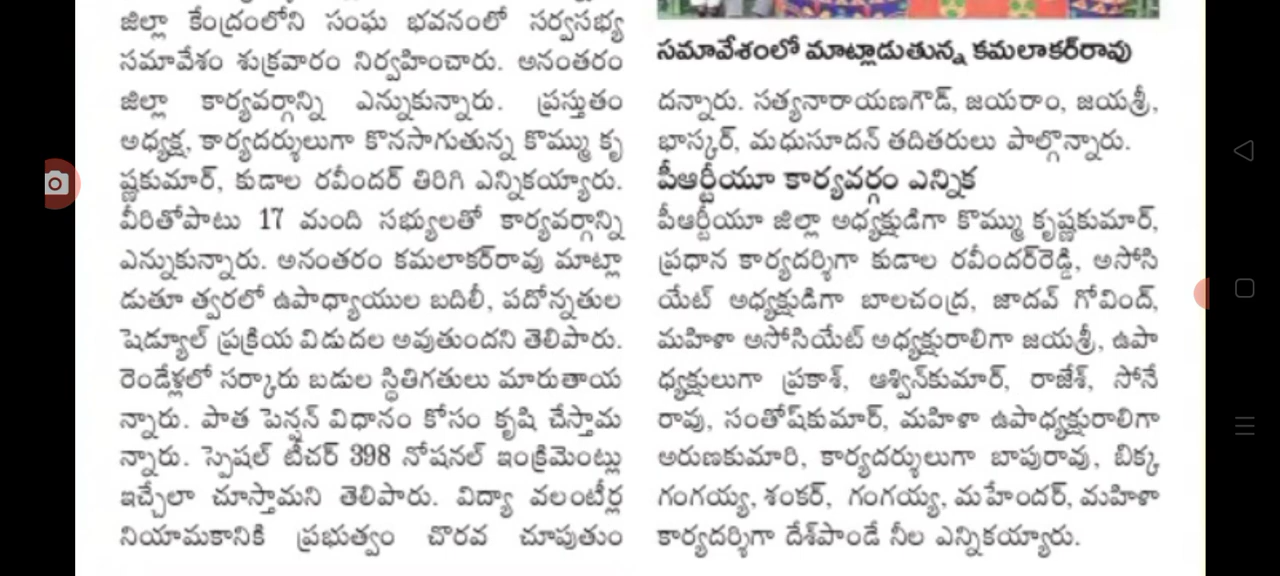 జిల్లా కేంద్రంలోని సంఘ భవనంలో సర్వసభ్య
సమావేశం శుక్రవారం నిర్వహించారు. అనంతరం
జిల్లా కార్యవర్గాన్ని ఎన్నుకున్నారు. ప్రస్తుతం
అధ్యక్ష, కార్యదర్శులుగా కొనసాగుతున్న కొమ్ము కృ
ష్ణకుమార్, కుడాల రవీందర్ తిరిగి ఎన్నికయ్యారు.
వీరితోపాటు 17 మంది సభ్యులతో కార్యవర్గాన్ని
ఎన్నుకున్నారు. అనంతరం కమలాకర్‌రావు మాట్లా
డుతూ త్వరలో ఉపాధ్యాయుల బదిలీ, పదోన్నతుల
షెడ్యూల్ ప్రక్రియ విడుదల అవుతుందని తెలిపారు.
రెండేళ్లలో సర్కారు బడుల స్థితిగతులు మారుతాయ
న్నారు. పాత పెన్షన్ విధానం కోసం కృషి చేస్తామ
న్నారు. స్పెషల్ టీచర్ 398 నోషనల్ ఇంక్రిమెంట్లు
ఇచ్చేలా చూస్తామని తెలిపారు. విద్యా వలంటీర్ల
నియామకానికి ప్రభుత్వం చొరవ చూపుతుం
సమావేశంలో మాట్లాడుతున్న కమలాకర్‌రావు
దన్నారు. సత్యనారాయణగౌడ్, జయరాం, జయశ్రీ,
భాస్కర్, మధుసూదన్ తదితరులు పాల్గొన్నారు.
పీఆర్టీయూ కార్యవర్గం ఎన్నిక
పీఆర్టీయూ జిల్లా అధ్యక్షుడిగా కొమ్ము కృష్ణకుమార్,
ప్రధాన కార్యదర్శిగా కుడాల రవీందర్‌రెడ్డి, అసోసి
యేట్ అధ్యక్షుడిగా బాలచంద్ర, జాదవ్ గోవింద్,
మహిళా అసోసియేట్ అధ్యక్షురాలిగా జయశ్రీ, ఉపా
ధ్యక్షులుగా ప్రకాశ్, ఆశ్విన్‌కుమార్, రాజేశ్, సోనే
రావు, సంతోష్‌కుమార్, మహిళా ఉపాధ్యక్షురాలిగా
అరుణకుమారి, కార్యదర్శులుగా బాపురావు, బిక్క
గంగయ్య, శంకర్, గంగయ్య, మహేందర్, మహిళా
కార్యదర్శిగా దేశ్‌పాండే నీల ఎన్నికయ్యారు.